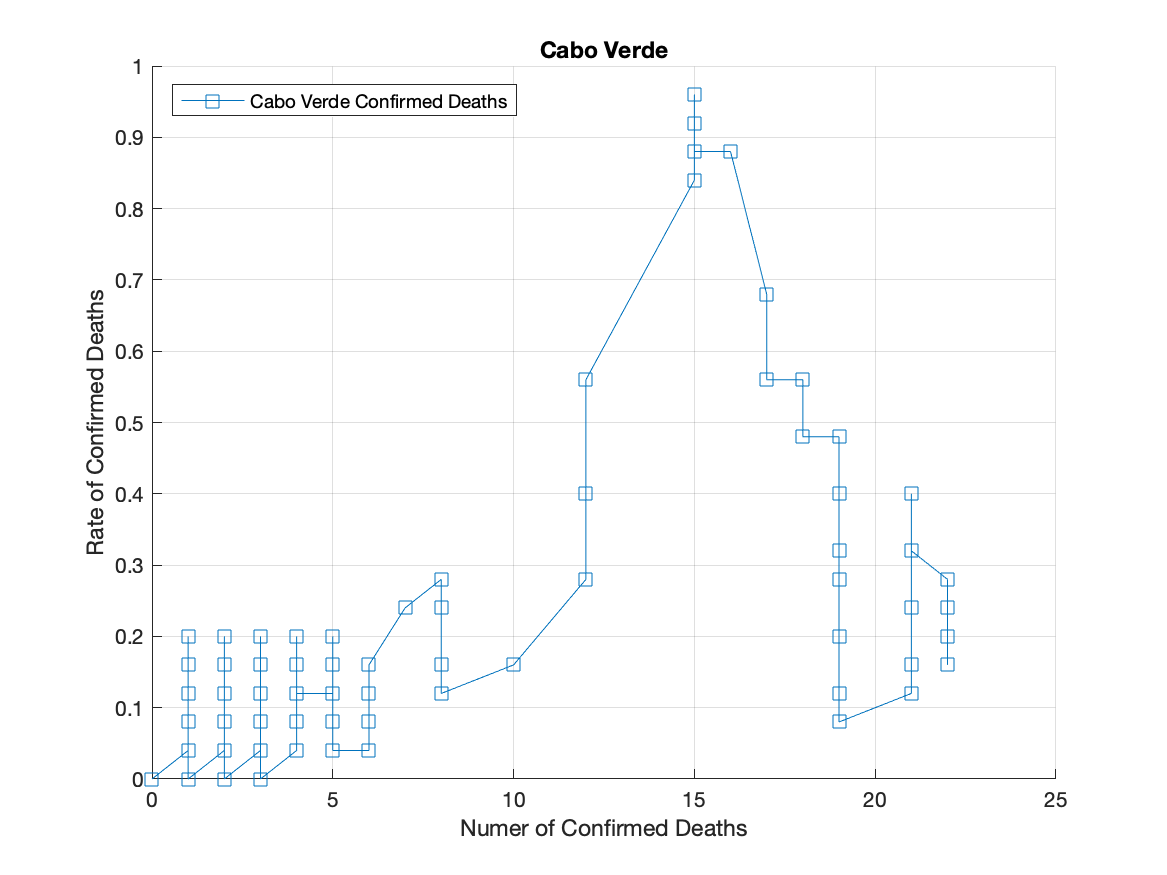 Cabo Verde
Cabo Verde Confirmed Deaths
1
0.9
0.8
0.7
0.6
0.5
0.4
0.3
0.2
0.1
0
Rate of Confirmed Deaths
0 5 10 15 20 25
Numer of Confirmed Deaths